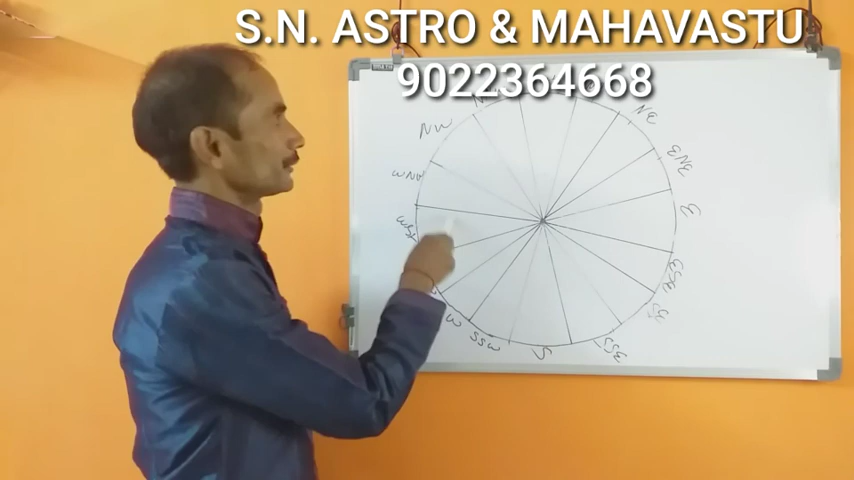 S.N. ASTRO & MAHAVASTU
9022364668
NE
NW
ENE
WNW
E
ESE
SE
W
SSW
S
SSE